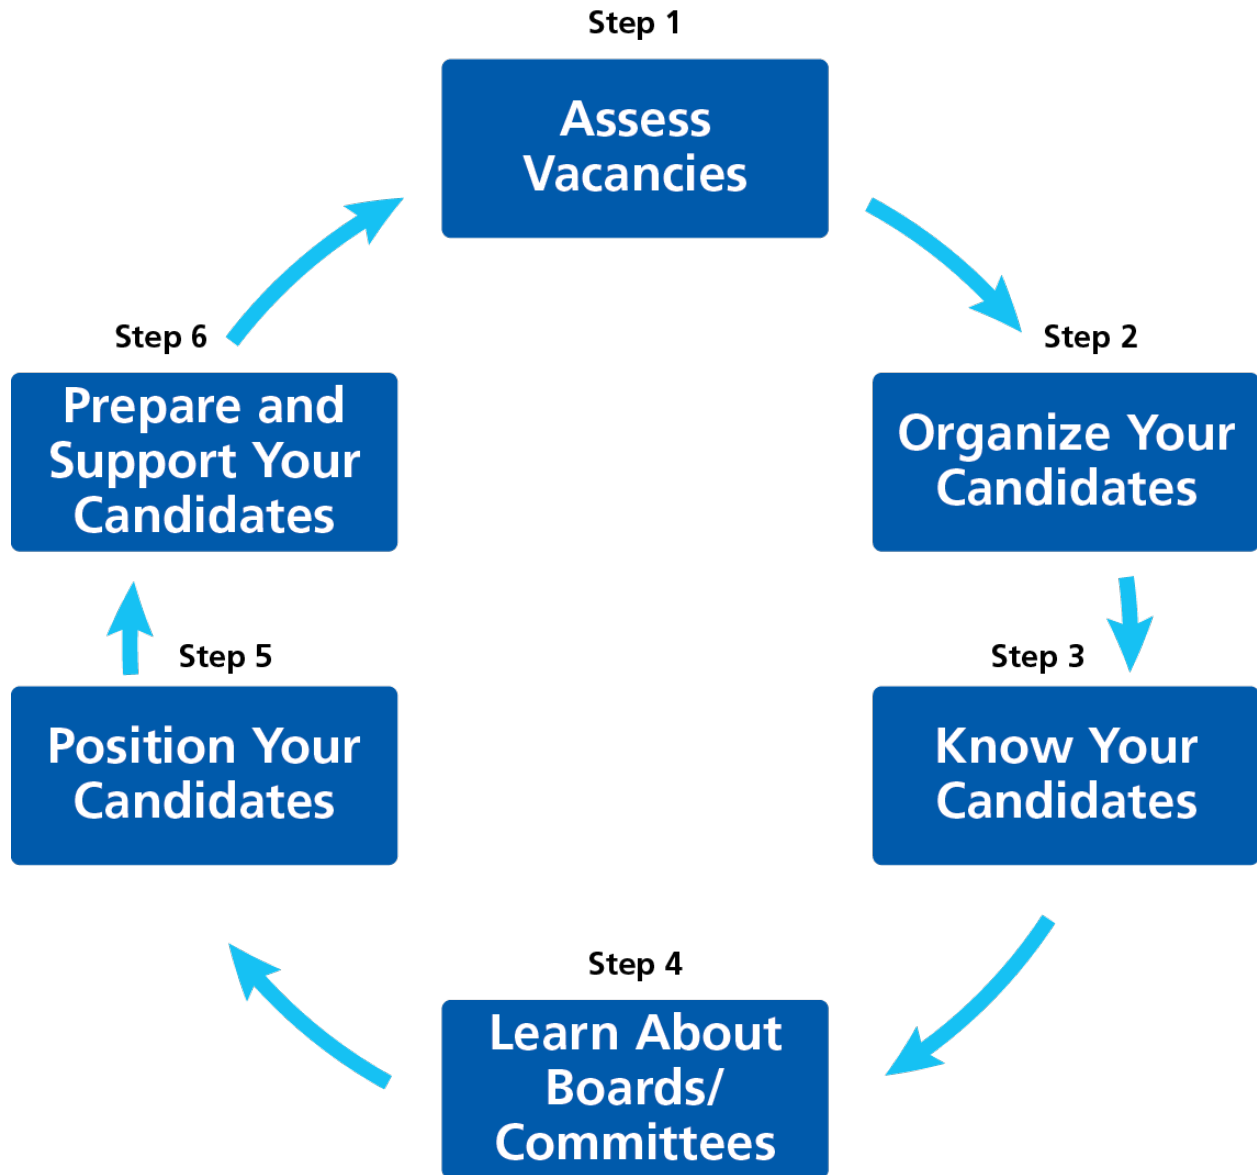 Step 1
Assess
Vacancies
Step 2
Organize Your
Candidates
Step 3
Know Your
Candidates
Step 4
Learn About
Boards/
Committees
Step 5
Position Your
Candidates
Step 6
Prepare and
Support Your
Candidates